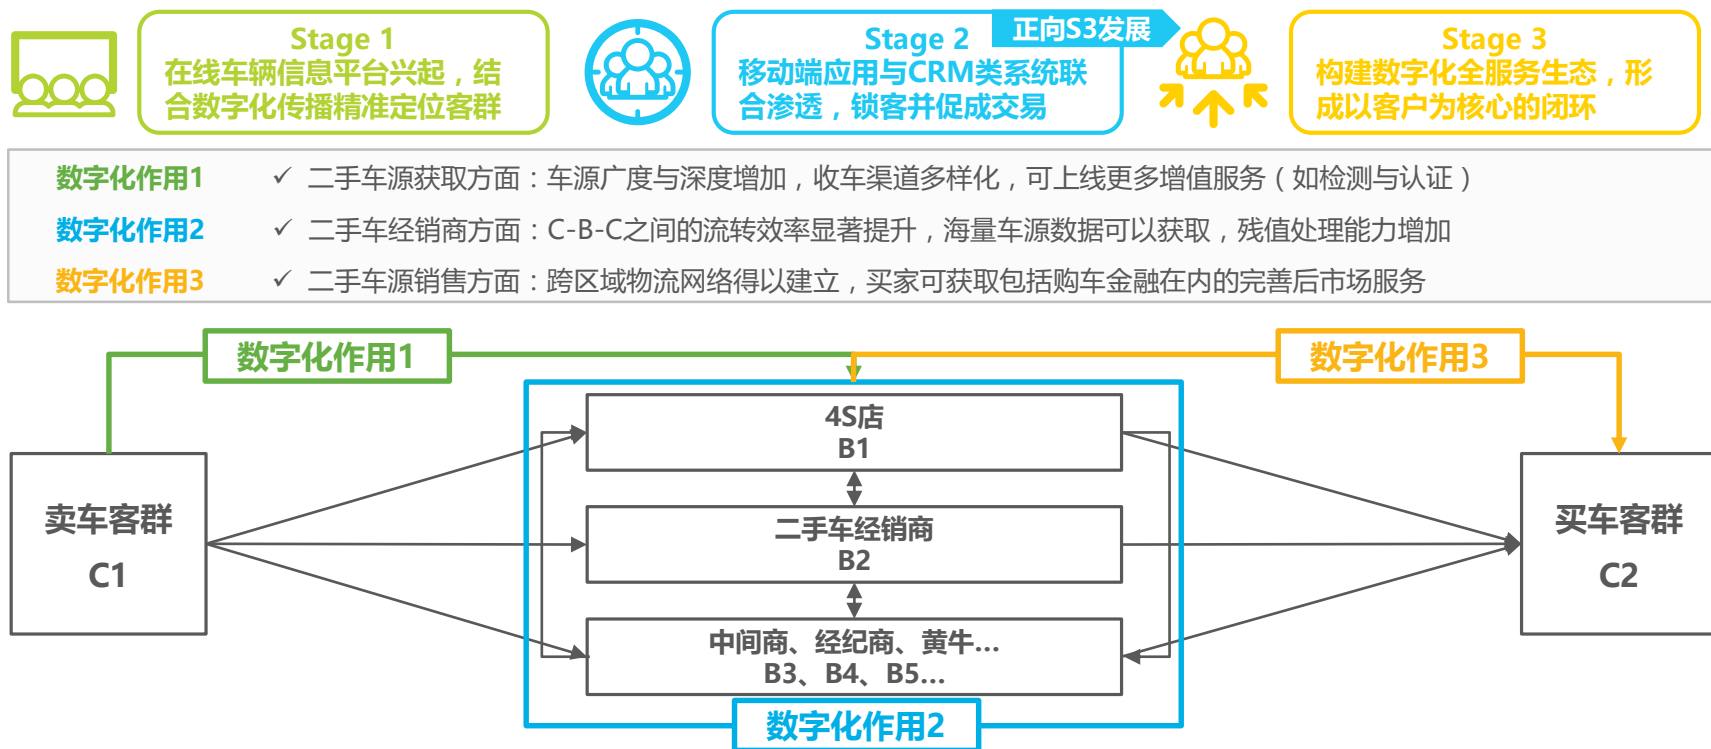 Stage 1
在线车辆信息平台兴起，结
合数字化传播精准定位客群
Stage 2
正向S3发展
移动端应用与CRM类系统联
合渗透，锁客并促成交易
Stage 3
构建数字化全服务生态，形
成以客户为核心的闭环
数字化作用1 ✓ 二手车源获取方面：车源广度与深度增加，收车渠道多样化，可上线更多增值服务（如检测与认证）
数字化作用2 ✓ 二手车经销商方面：C-B-C之间的流转效率显著提升，海量车源数据可以获取，残值处理能力增加
数字化作用3 ✓ 二手车源销售方面：跨区域物流网络得以建立，买家可获取包括购车金融在内的完善后市场服务
数字化作用1
数字化作用3
4S店
B1
卖车客群
C1
二手车经销商
B2
买车客群
C2
中间商、经纪商、黄牛...
B3、B4、B5...
数字化作用2